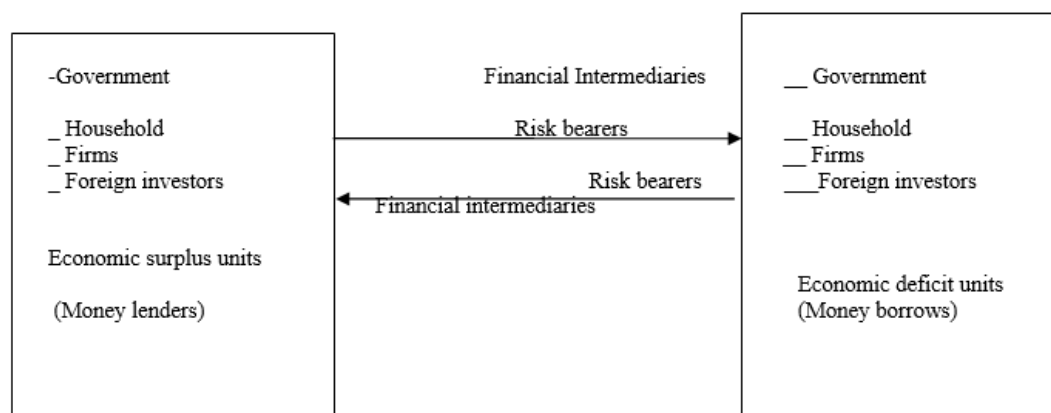 -Government
_ Household
_ Firms
_ Foreign investors
Economic surplus units
(Money lenders)
Financial Intermediaries
Risk bearers
Risk bearers
Financial intermediaries
__ Government
__ Household
__ Firms
___Foreign investors
Economic deficit units
(Money borrows)